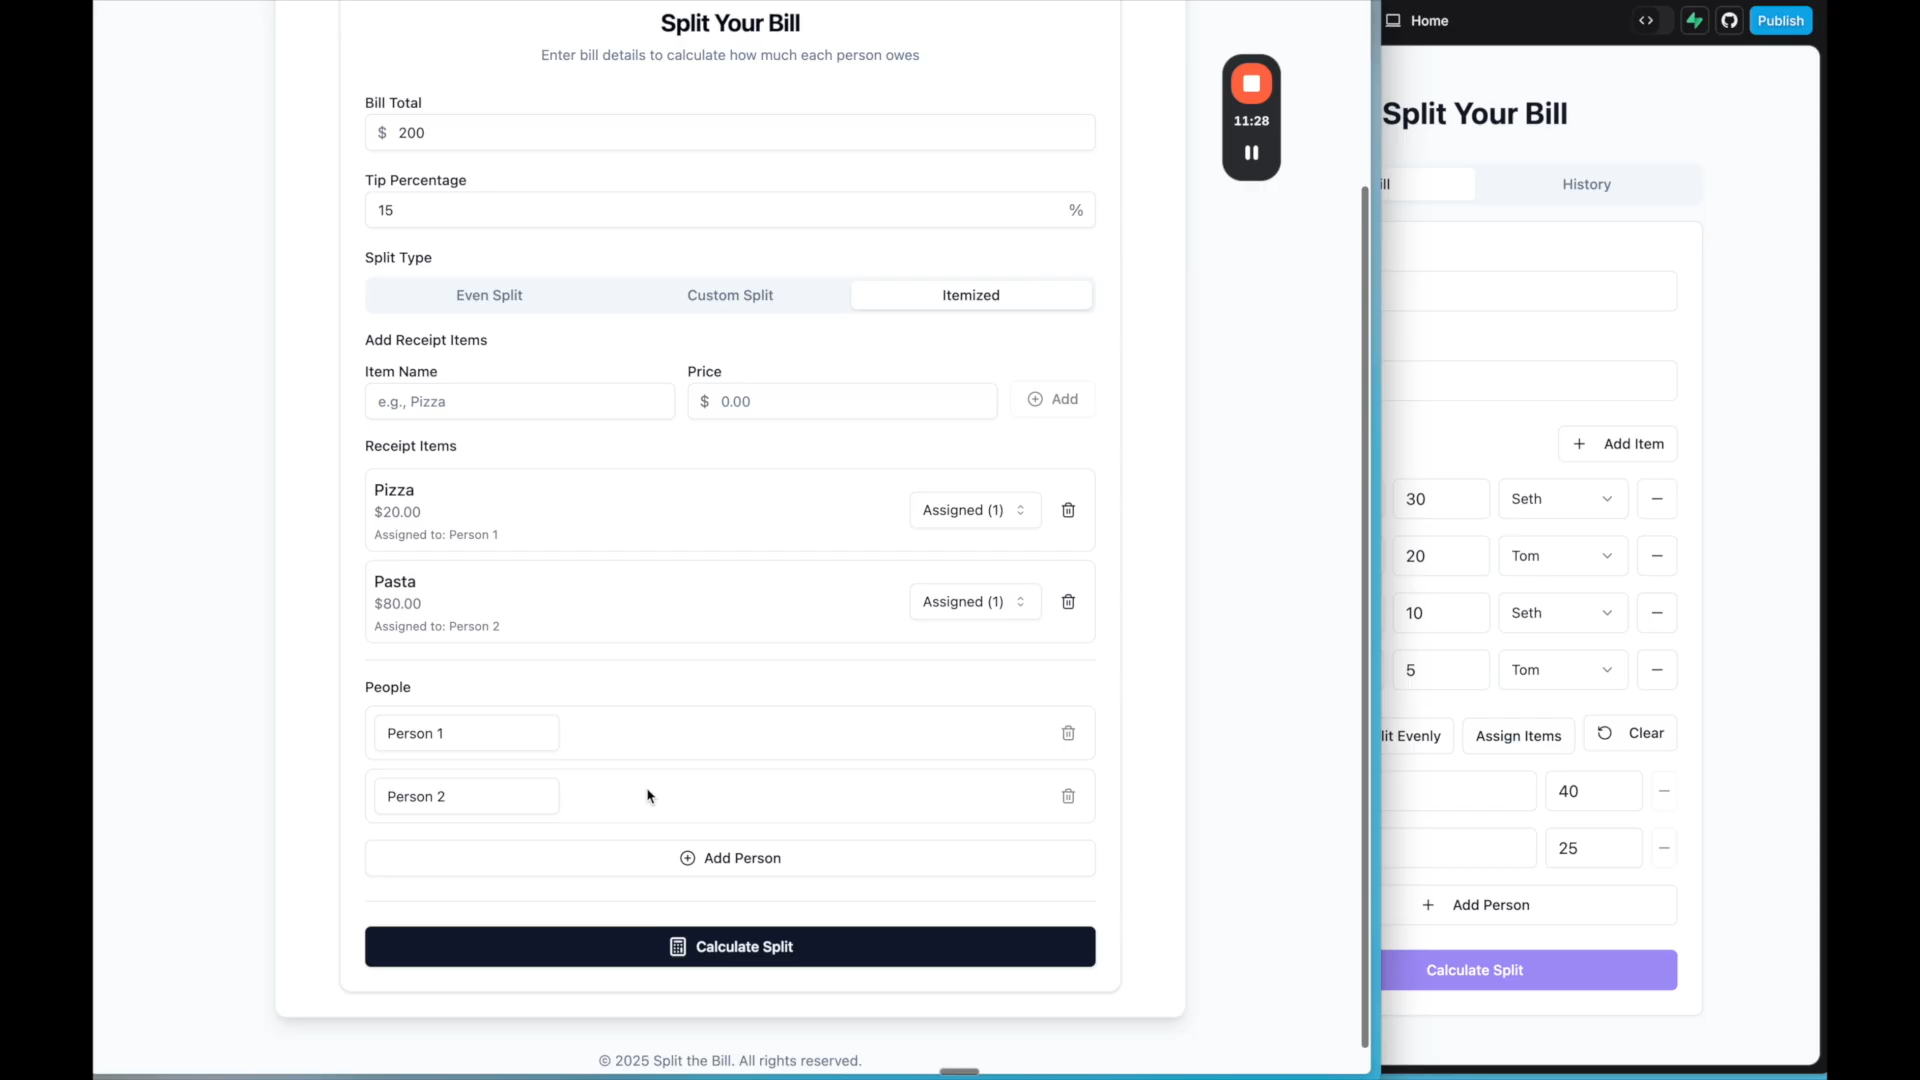 Split Your Bill
Enter bill details to calculate how much each person owes
Bill Total
$ 200
Tip Percentage
15 %
Split Type
Even Split Custom Split Itemized
Add Receipt Items
Item Name Price
e.g., Pizza $ 0.00 Add
Receipt Items
Pizza
$20.00
Assigned to: Person 1
Assigned (1)
Pasta
$80.00
Assigned to: Person 2
Assigned (1)
People
Person 1
Person 2
Add Person
Calculate Split
© 2025 Split the Bill. All rights reserved.
11:28
Home
Publish
Split Your Bill
ill History
Add Item
30 Seth
20 Tom
10 Seth
5 Tom
lit Evenly Assign Items Clear
40
25
Add Person
Calculate Split